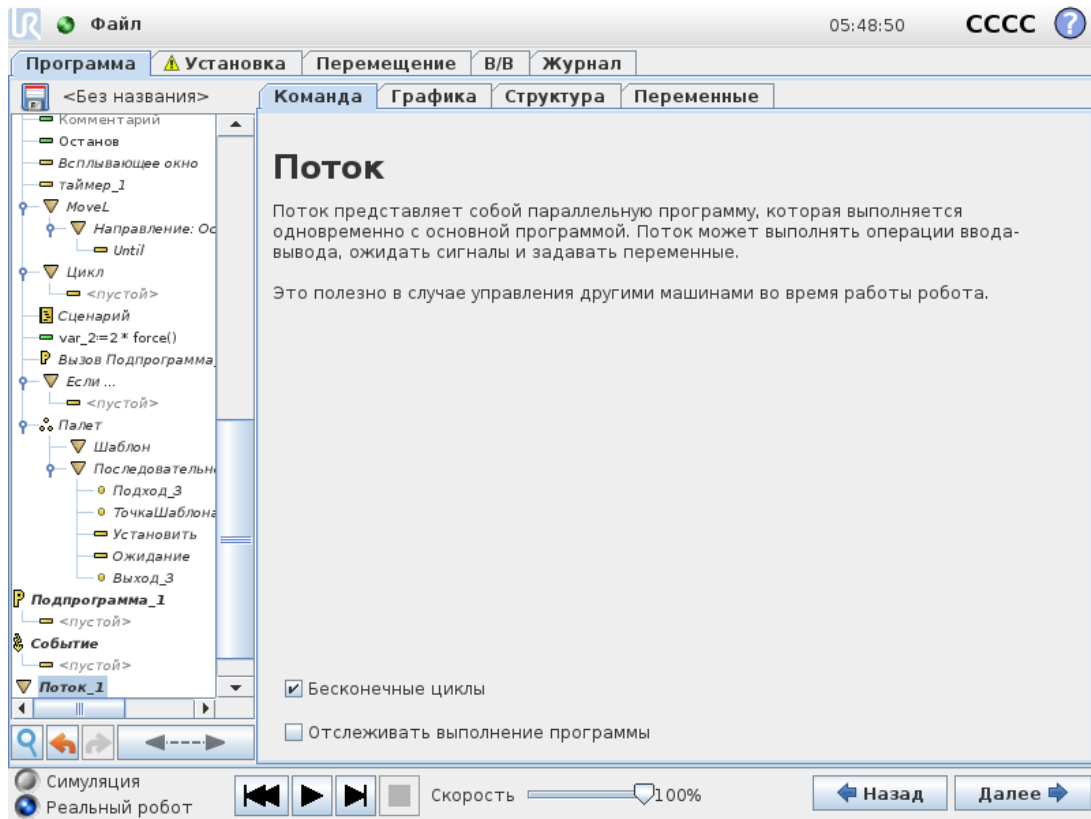 UR Файл 05:48:50 CCCC ?
Программа Установка Перемещение В/В Журнал
<Без названия> Команда Графика Структура Переменные
Комментарий
Останов
Всплывающее окно
таймер_1
MoveL
Направление: Ос
Until
Цикл
<пустой>
Сценарий
var_2:=2 * force()
Вызов Подпрограмма_
Если ...
<пустой>
Палет
Шаблон
Последовательн
Подход_3
ТочкаШаблона
Установить
Ожидание
Выход_3
Подпрограмма_1
<пустой>
Событие
<пустой>
Поток_1
Поток
Поток представляет собой параллельную программу, которая выполняется
одновременно с основной программой. Поток может выполнять операции ввода-
вывода, ожидать сигналы и задавать переменные.
Это полезно в случае управления другими машинами во время работы робота.
Бесконечные циклы
Отслеживать выполнение программы
Симуляция
Реальный робот
Скорость 100%
Назад Далее